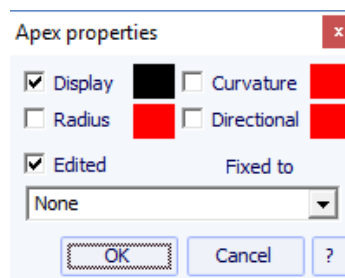 Apex properties x
Display Curvature
Radius Directional
Edited Fixed to
None
OK Cancel ?